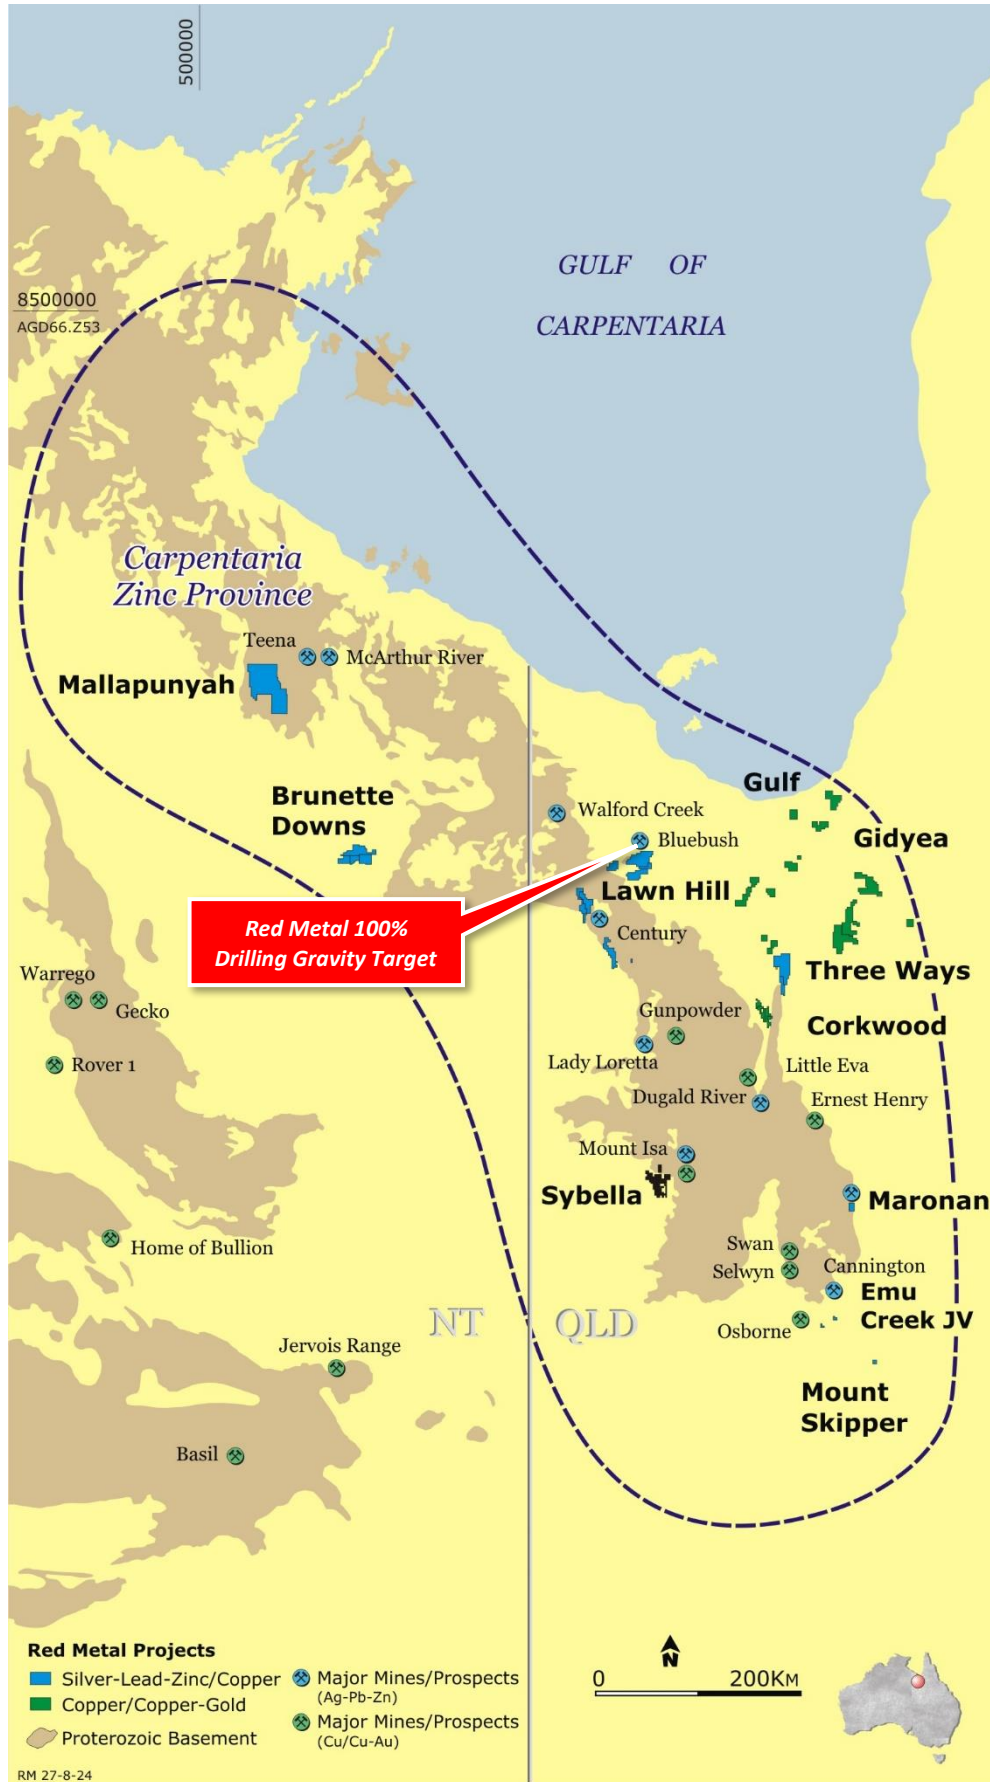 500000
GULF OF
CARPENTARIA
8500000
AGD66.Z53
Carpentaria
Zinc Province
Teena
McArthur River
Mallapunyah
Gulf
Brunette
Downs
Walford Creek
Gidyea
Bluebush
Lawn Hill
Red Metal 100%
Drilling Gravity Target
Century
Warrego
Gecko
Three Ways
Gunpowder
Corkwood
Rover 1
Lady Loretta
Little Eva
Dugald River
Ernest Henry
Mount Isa
Sybella
Maronan
Home of Bullion
Swan
Selwyn
Cannington
Emu
Creek JV
NT
QLD
Osborne
Jervois Range
Mount
Skipper
Basil
Red Metal Projects
Silver-Lead-Zinc/Copper
Copper/Copper-Gold
Proterozoic Basement
Major Mines/Prospects
(Ag-Pb-Zn)
Major Mines/Prospects
(Cu/Cu-Au)
N
0 200KM
RM 27-8-24